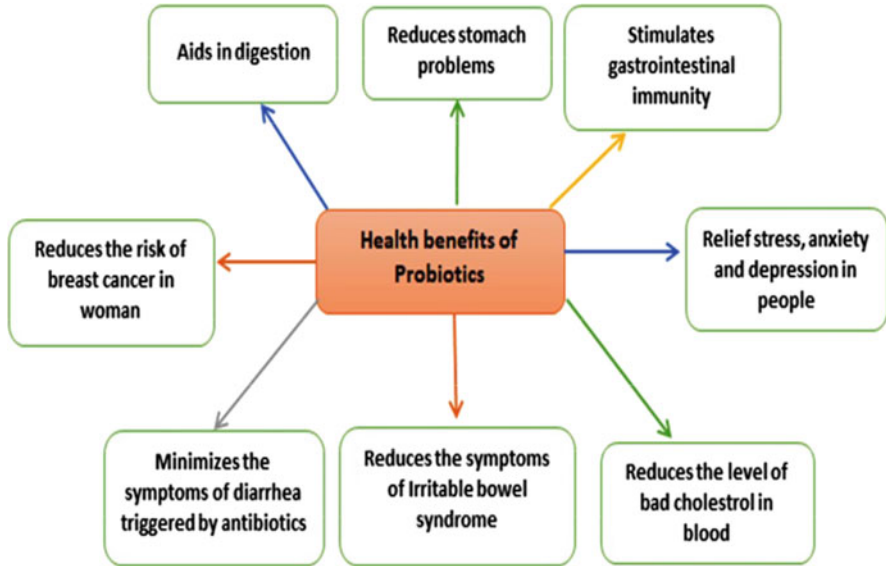 Aids in digestion
Reduces stomach
problems
Stimulates
gastrointestinal
immunity
Health benefits of
Probiotics
Reduces the risk of
breast cancer in
woman
Relief stress, anxiety
and depression in
people
Minimizes the
symptoms of diarrhea
triggered by antibiotics
Reduces the symptoms
of Irritable bowel
syndrome
Reduces the level of
bad cholestrol in
blood